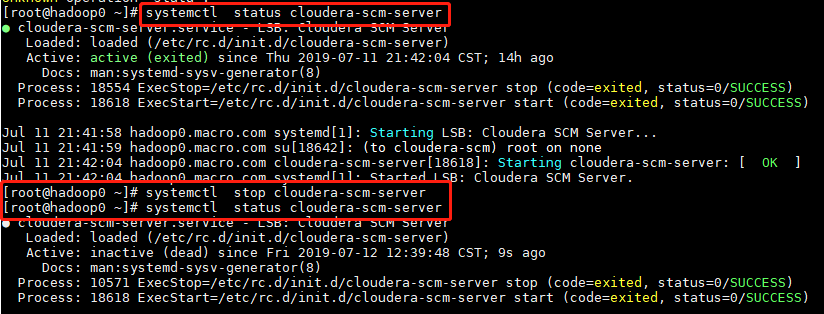 Unknown operation 'stata'.
[root@hadoop0 ~]# systemctl  status cloudera-scm-server
● cloudera-scm-server.service - LSB: Cloudera SCM Server
Loaded: loaded (/etc/rc.d/init.d/cloudera-scm-server)
Active: active (exited) since Thu 2019-07-11 21:42:04 CST; 14h ago
Docs: man:systemd-sysv-generator(8)
Process: 18554 ExecStop=/etc/rc.d/init.d/cloudera-scm-server stop (code=exited, status=0/SUCCESS)
Process: 18618 ExecStart=/etc/rc.d/init.d/cloudera-scm-server start (code=exited, status=0/SUCCESS)
Jul 11 21:41:58 hadoop0.macro.com systemd[1]: Starting LSB: Cloudera SCM Server...
Jul 11 21:41:59 hadoop0.macro.com su[18642]: (to cloudera-scm) root on none
Jul 11 21:42:04 hadoop0.macro.com cloudera-scm-server[18618]: Starting cloudera-scm-server: [  OK  ]
Jul 11 21:42:04 hadoop0.macro.com systemd[1]: Started LSB: Cloudera SCM Server.
[root@hadoop0 ~]# systemctl  stop cloudera-scm-server
[root@hadoop0 ~]# systemctl  status cloudera-scm-server
● cloudera-scm-server.service - LSB: Cloudera SCM Server
Loaded: loaded (/etc/rc.d/init.d/cloudera-scm-server)
Active: inactive (dead) since Fri 2019-07-12 12:39:48 CST; 9s ago
Docs: man:systemd-sysv-generator(8)
Process: 10571 ExecStop=/etc/rc.d/init.d/cloudera-scm-server stop (code=exited, status=0/SUCCESS)
Process: 18618 ExecStart=/etc/rc.d/init.d/cloudera-scm-server start (code=exited, status=0/SUCCESS)